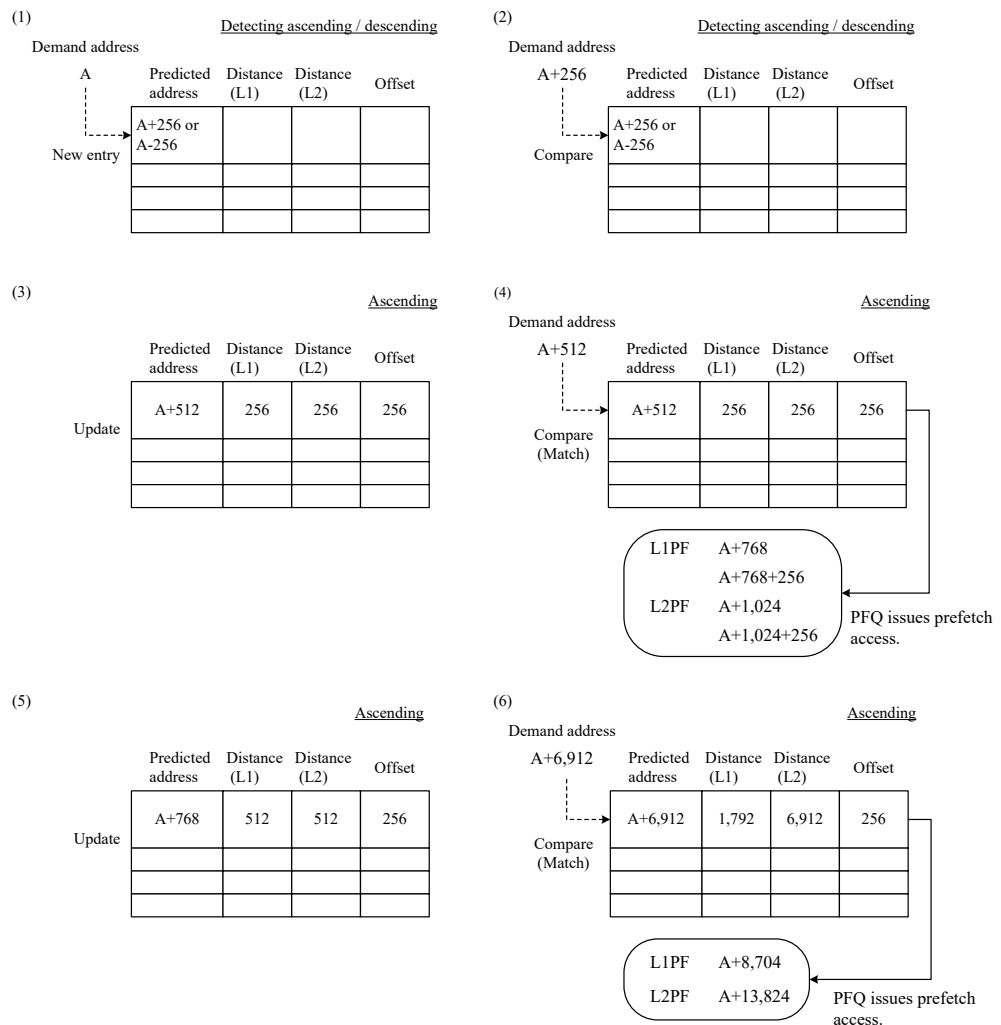 (1)
Detecting ascending / descending
Demand address
A
Predicted address
Distance (L1)
Distance (L2)
Offset
A+256 or
A-256
New entry
(2)
Detecting ascending / descending
Demand address
A+256
Predicted address
Distance (L1)
Distance (L2)
Offset
A+256 or
A-256
Compare
(3)
Ascending
Predicted address
Distance (L1)
Distance (L2)
Offset
Update
A+512 256 256 256
(4)
Ascending
Demand address
A+512
Predicted address
Distance (L1)
Distance (L2)
Offset
A+512 256 256 256
Compare
(Match)
L1PF A+768
A+768+256
L2PF A+1,024
A+1,024+256
PFQ issues prefetch
access.
(5)
Ascending
Predicted address
Distance (L1)
Distance (L2)
Offset
Update
A+768 512 512 256
(6)
Ascending
Demand address
A+6,912
Predicted address
Distance (L1)
Distance (L2)
Offset
A+6,912 1,792 6,912 256
Compare
(Match)
L1PF A+8,704
L2PF A+13,824
PFQ issues prefetch
access.